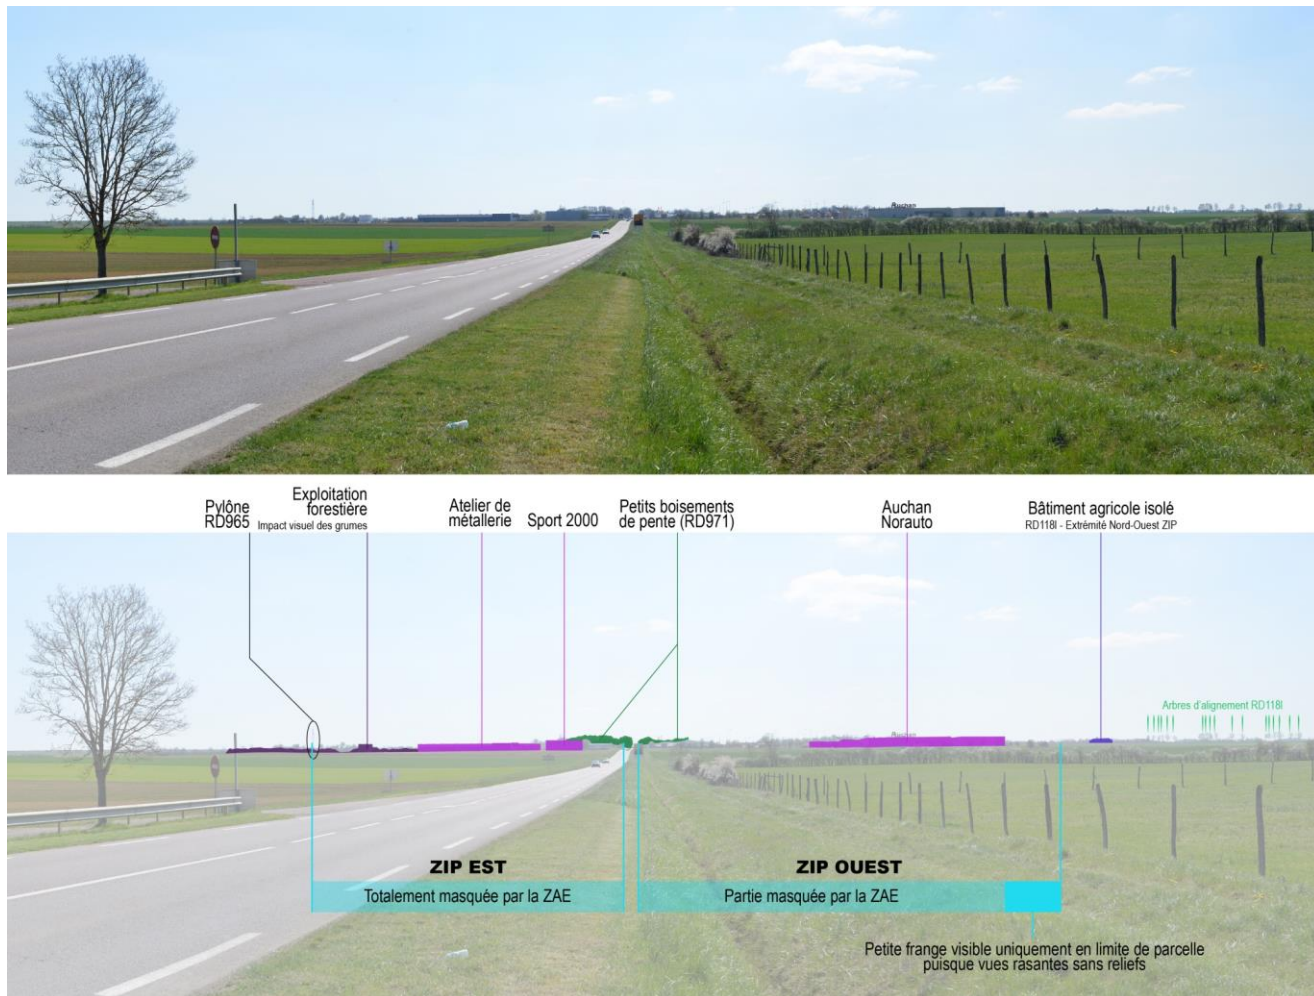 Auchan
Pylône
RD965
Exploitation
forestière
Impact visuel des grumes
Atelier de
métallerie
Sport 2000
Petits boisements
de pente (RD971)
Auchan
Norauto
Bâtiment agricole isolé
RD118I - Extrémité Nord-Ouest ZIP
Arbres d'alignement RD118I
Auchan
ZIP EST
Totalement masquée par la ZAE
ZIP OUEST
Partie masquée par la ZAE
Petite frange visible uniquement en limite de parcelle
puisque vues rasantes sans reliefs